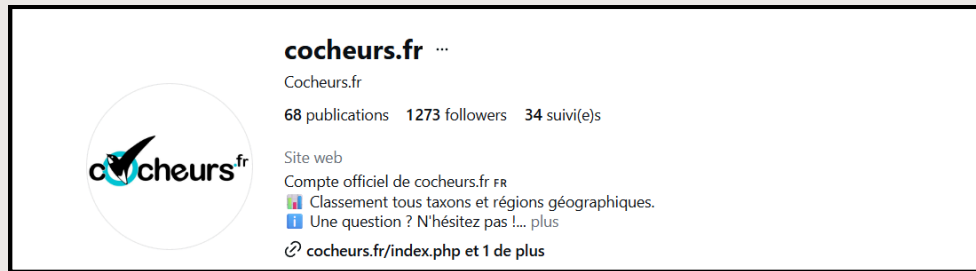 cocheurs.fr ...
Cocheurs.fr
68 publications 1273 followers 34 suivi(e)s
cocheurs.fr
Site web
Compte officiel de cocheurs.fr FR
📊 Classement tous taxons et régions géographiques.
ℹ️ Une question ? N'hésitez pas !... plus
cocheurs.fr/index.php et 1 de plus